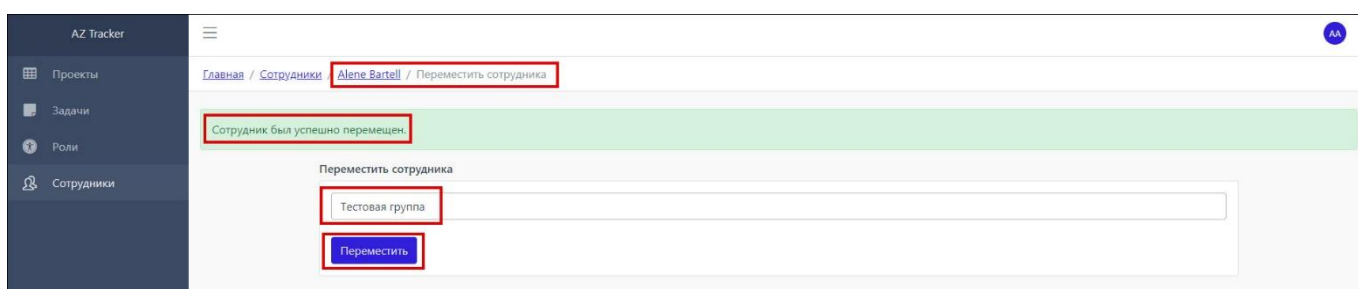 AZ Tracker
AA
Проекты
Главная / Сотрудники / Alene Bartell / Переместить сотрудника
Задачи
Сотрудник был успешно перемещен.
Роли
Переместить сотрудника
Сотрудники
Тестовая группа
Переместить